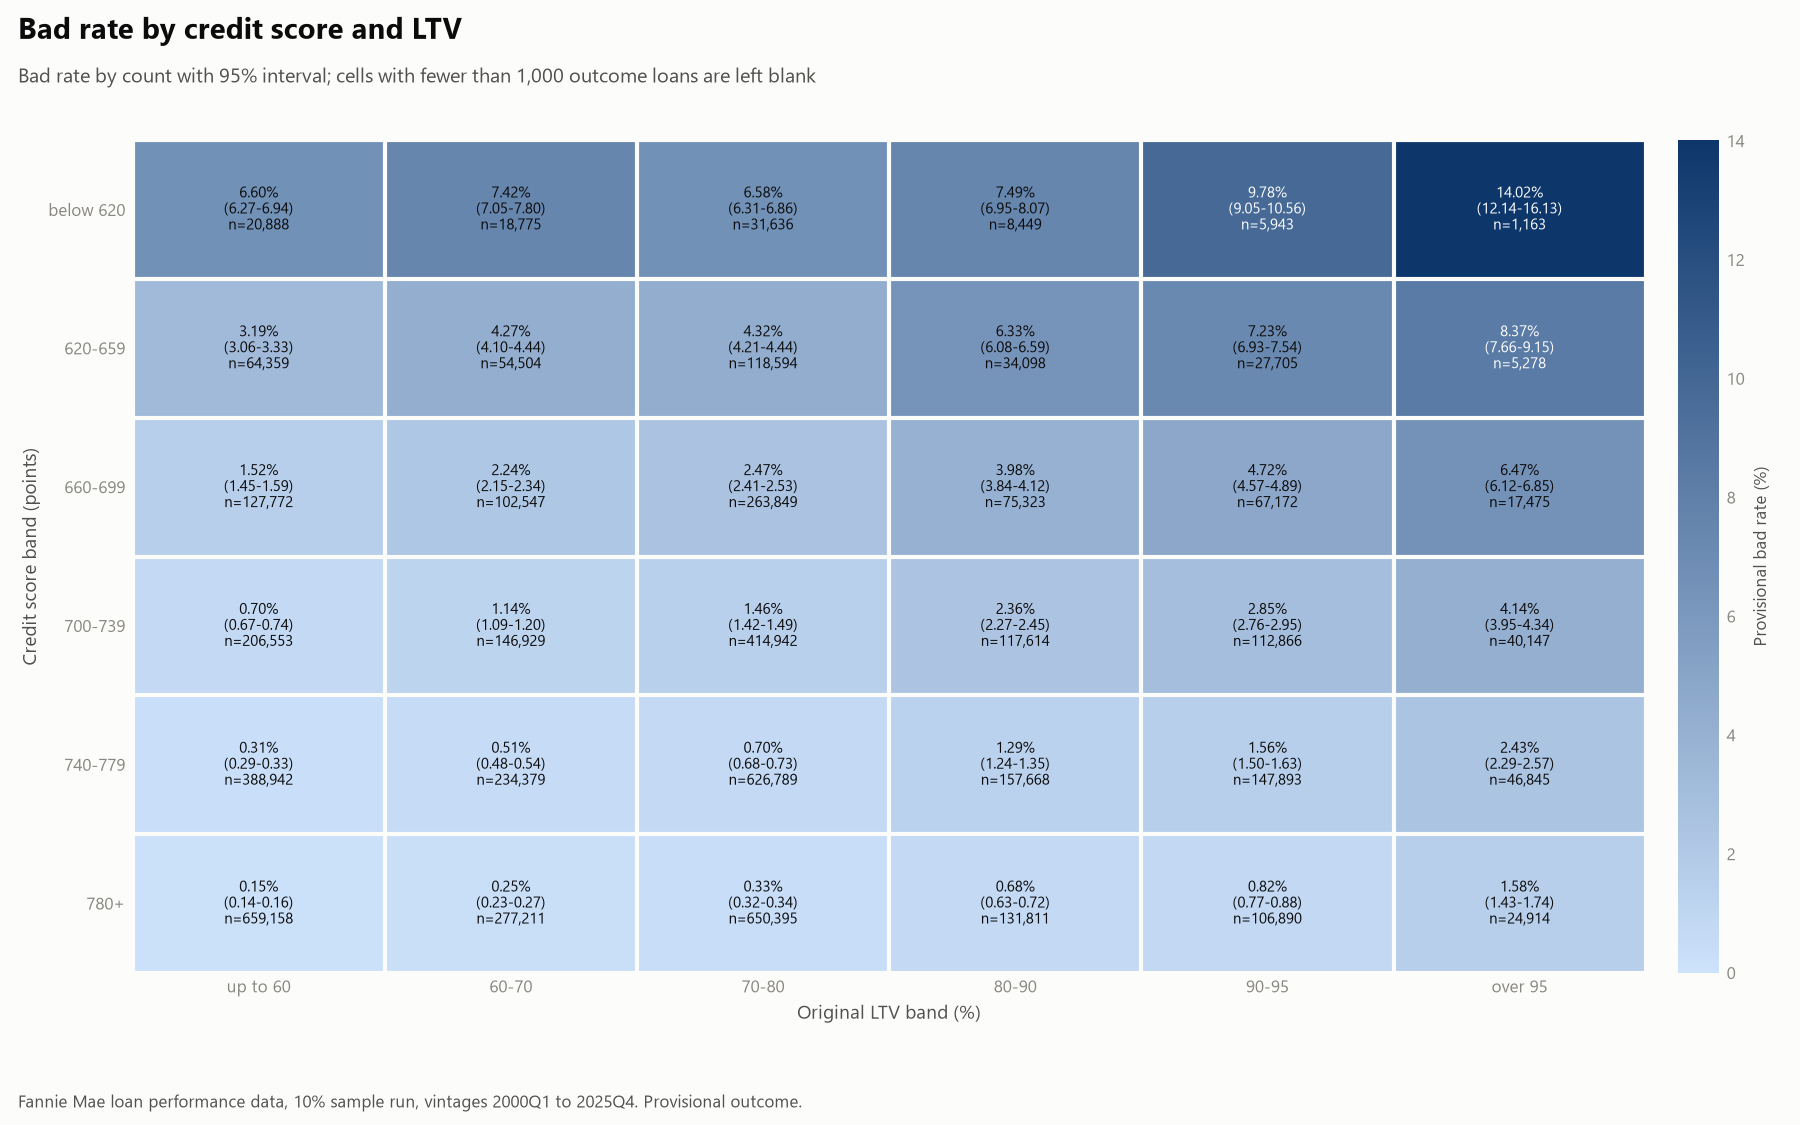 Bad rate by credit score and LTV
Bad rate by count with 95% interval; cells with fewer than 1,000 outcome loans are left blank
below 620
6.60%
(6.27-6.94)
n=20,888
7.42%
(7.05-7.80)
n=18,775
6.58%
(6.31-6.86)
n=31,636
7.49%
(6.95-8.07)
n=8,449
9.78%
(9.05-10.56)
n=5,943
14.02%
(12.14-16.13)
n=1,163
620-659
3.19%
(3.06-3.33)
n=64,359
4.27%
(4.10-4.44)
n=54,504
4.32%
(4.21-4.44)
n=118,594
6.33%
(6.08-6.59)
n=34,098
7.23%
(6.93-7.54)
n=27,705
8.37%
(7.66-9.15)
n=5,278
660-699
1.52%
(1.45-1.59)
n=127,772
2.24%
(2.15-2.34)
n=102,547
2.47%
(2.41-2.53)
n=263,849
3.98%
(3.84-4.12)
n=75,323
4.72%
(4.57-4.89)
n=67,172
6.47%
(6.12-6.85)
n=17,475
700-739
0.70%
(0.67-0.74)
n=206,553
1.14%
(1.09-1.20)
n=146,929
1.46%
(1.42-1.49)
n=414,942
2.36%
(2.27-2.45)
n=117,614
2.85%
(2.76-2.95)
n=112,866
4.14%
(3.95-4.34)
n=40,147
740-779
0.31%
(0.29-0.33)
n=388,942
0.51%
(0.48-0.54)
n=234,379
0.70%
(0.68-0.73)
n=626,789
1.29%
(1.24-1.35)
n=157,668
1.56%
(1.50-1.63)
n=147,893
2.43%
(2.29-2.57)
n=46,845
780+
0.15%
(0.14-0.16)
n=659,158
0.25%
(0.23-0.27)
n=277,211
0.33%
(0.32-0.34)
n=650,395
0.68%
(0.63-0.72)
n=131,811
0.82%
(0.77-0.88)
n=106,890
1.58%
(1.43-1.74)
n=24,914
Credit score band (points)
up to 60
60-70
70-80
80-90
90-95
over 95
Original LTV band (%)
14
12
10
8
6
4
2
0
Provisional bad rate (%)
Fannie Mae loan performance data, 10% sample run, vintages 2000Q1 to 2025Q4. Provisional outcome.